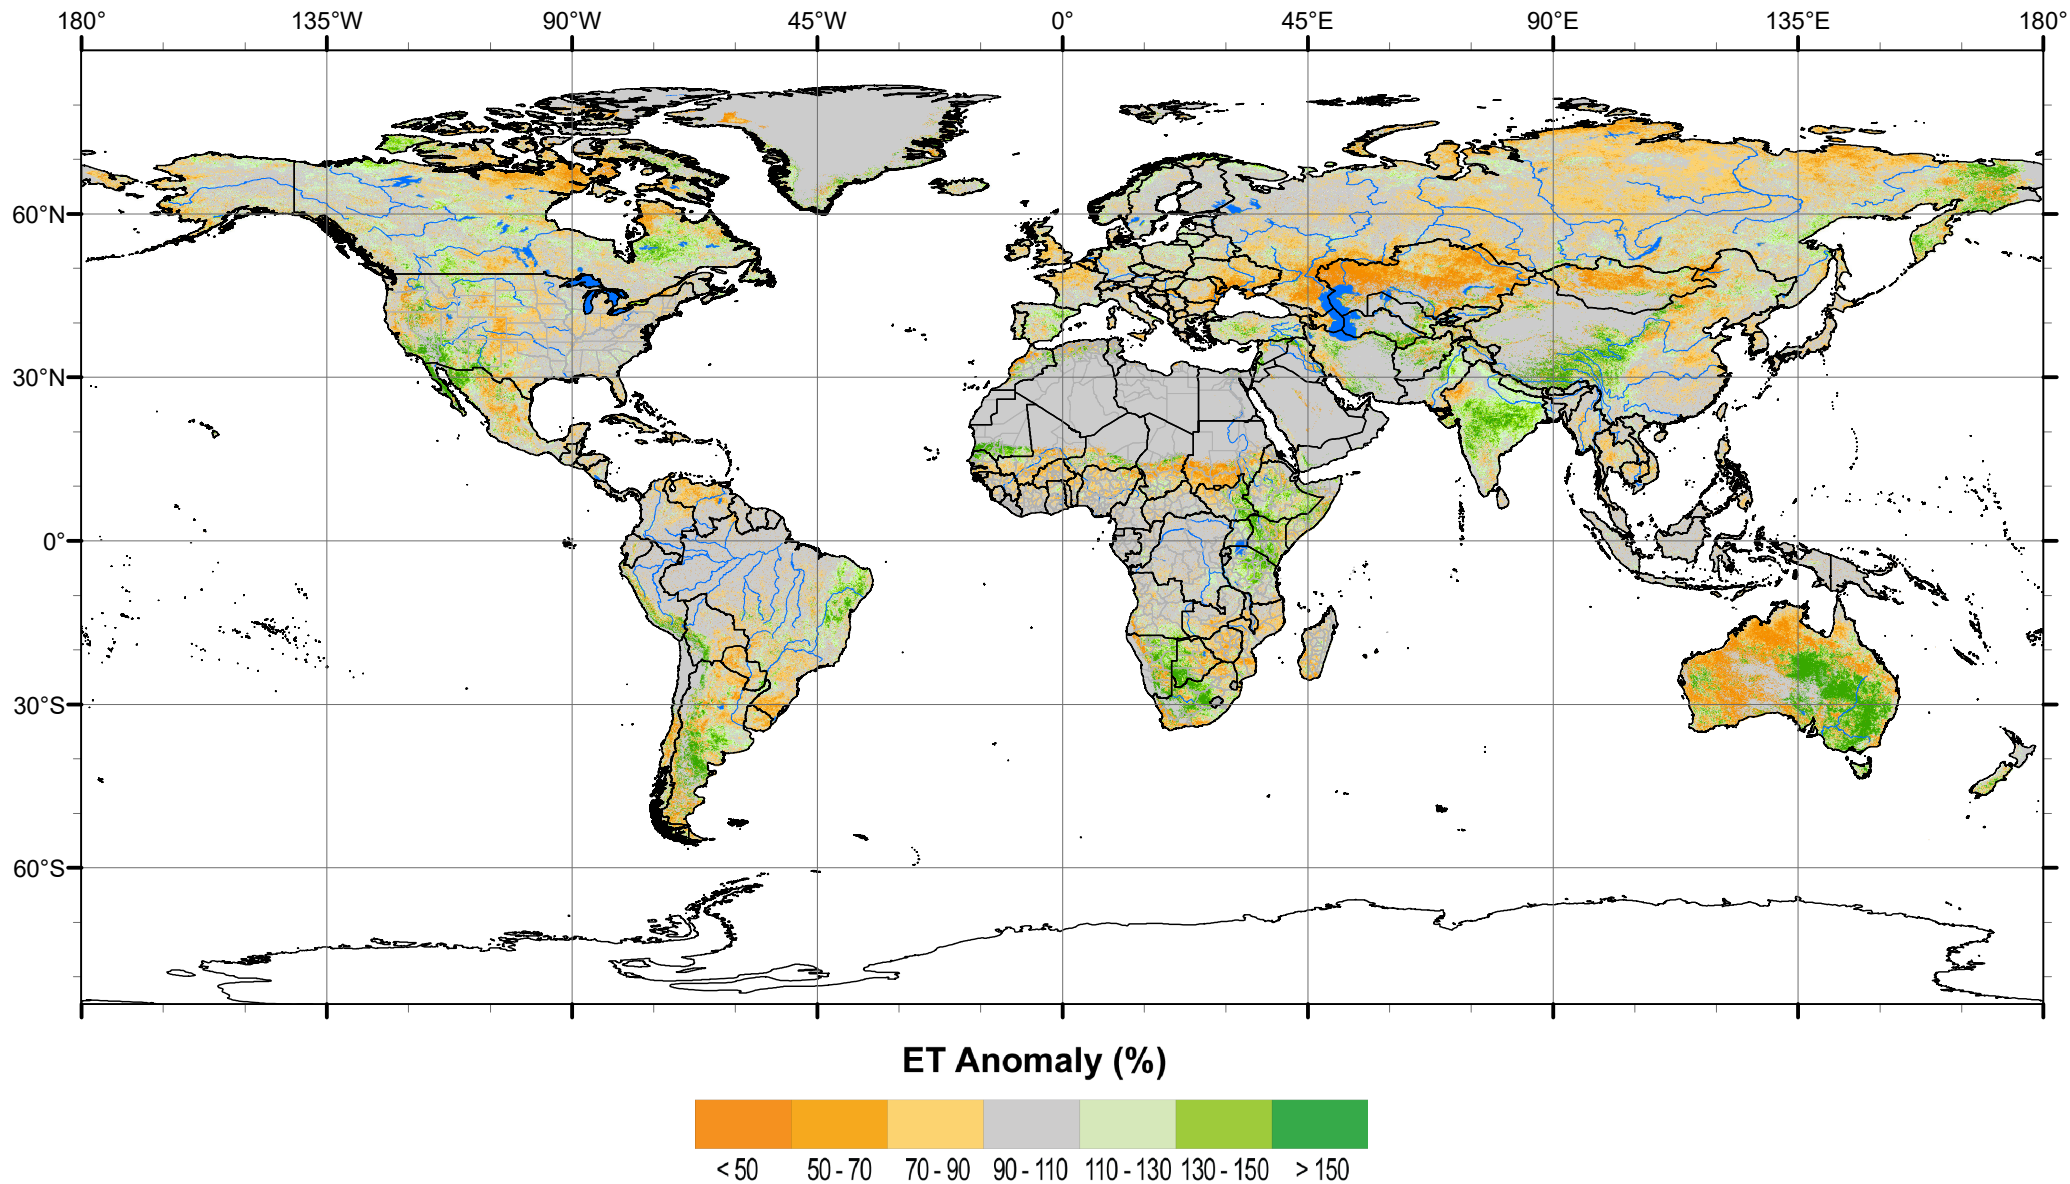 180° 135°W 90°W 45°W 0° 45°E 90°E 135°E 180°
60°N
30°N
0°
30°S
60°S
ET Anomaly (%)
< 50 50 - 70 70 - 90 90 - 110 110 - 130 130 - 150 > 150